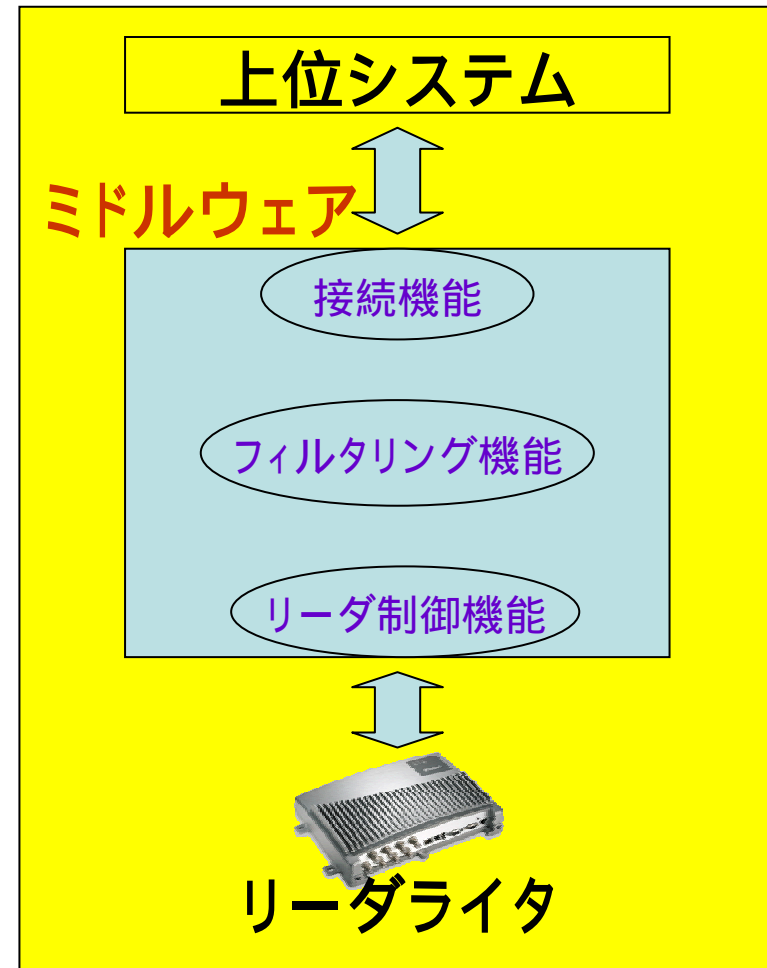 上位システム
ミドルウェア
接続機能
フィルタリング機能
リーダ制御機能
リーダライタ